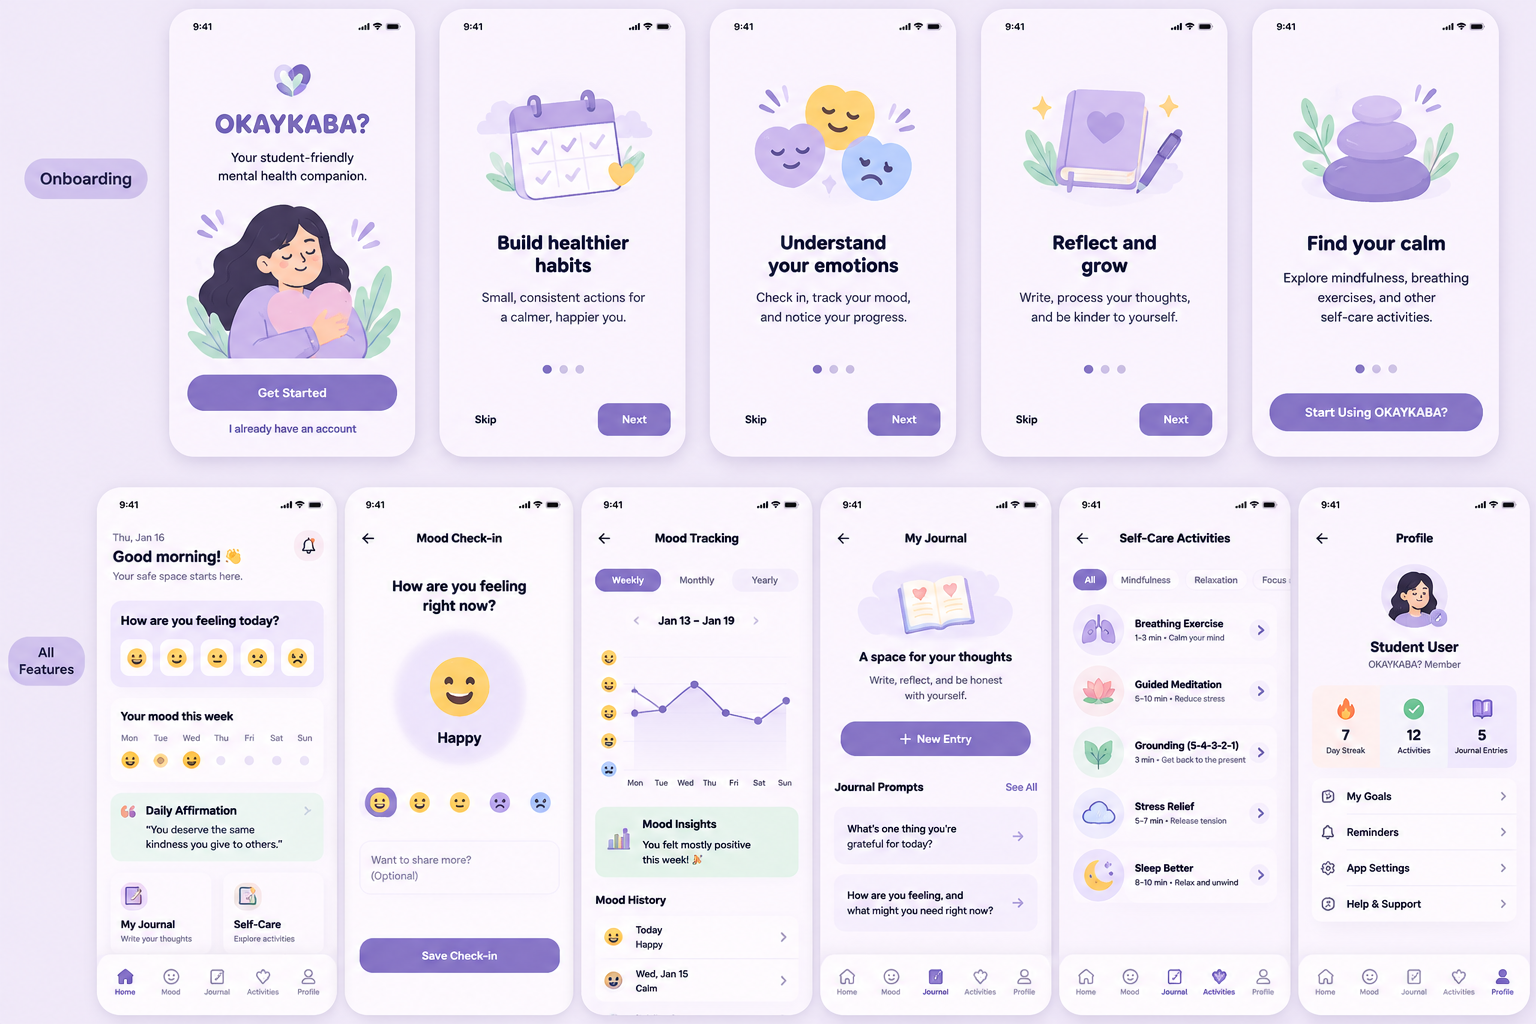 Onboarding
9:41
OKAYKABA?
Your student-friendly
mental health companion.
Get Started
I already have an account
9:41
Build healthier
habits
Small, consistent actions for
a calmer, happier you.
Skip
Next
9:41
Understand
your emotions
Check in, track your mood,
and notice your progress.
Skip
Next
9:41
Reflect and
grow
Write, process your thoughts,
and be kinder to yourself.
Skip
Next
9:41
Find your calm
Explore mindfulness, breathing
exercises, and other
self-care activities.
Start Using OKAYKABA?
All
Features
9:41
Thu, Jan 16
Good morning!
Your safe space starts here.
How are you feeling today?
Your mood this week
Mon Tue Wed Thu Fri Sat Sun
Daily Affirmation
“You deserve the same
kindness you give to others.”
My Journal
Write your thoughts
Self-Care
Explore activities
Home Mood Journal Activities Profile
9:41
Mood Check-in
How are you feeling
right now?
Happy
Want to share more?
(Optional)
Save Check-in
9:41
Mood Tracking
Weekly Monthly Yearly
Jan 13 – Jan 19
Mon Tue Wed Thu Fri Sat Sun
Mood Insights
You felt mostly positive
this week!
Mood History
Today
Happy
Wed, Jan 15
Calm
9:41
My Journal
A space for your thoughts
Write, reflect, and be honest
with yourself.
+ New Entry
Journal Prompts
See All
What's one thing you're
grateful for today?
How are you feeling, and
what might you need right now?
Home Mood Journal Activities Profile
9:41
Self-Care Activities
All Mindfulness Relaxation Focus
Breathing Exercise
1-3 min • Calm your mind
Guided Meditation
5-10 min • Reduce stress
Grounding (5-4-3-2-1)
3 min • Get back to the present
Stress Relief
5-7 min • Release tension
Sleep Better
8-10 min • Relax and unwind
Home Mood Journal Activities Profile
9:41
Profile
Student User
OKAYKABA? Member
7
Day Streak
12
Activities
5
Journal Entries
My Goals
Reminders
App Settings
Help & Support
Home Mood Journal Activities Profile